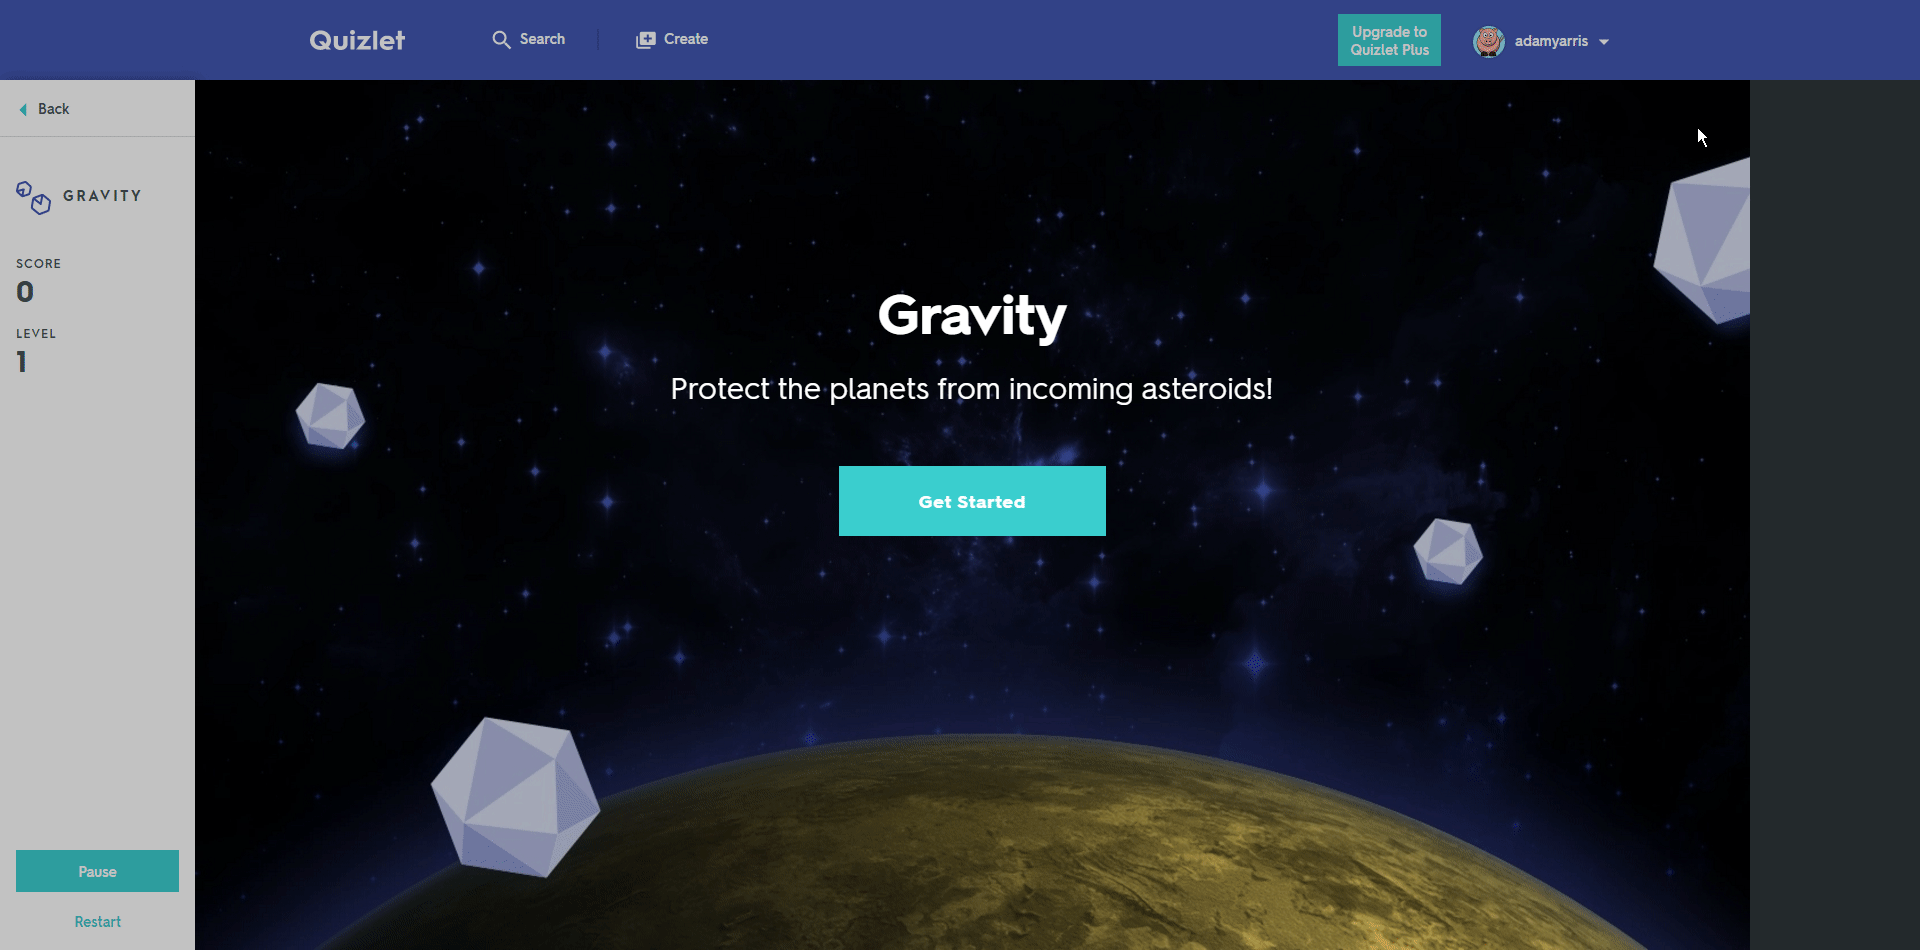 Quizlet
Search
Create
Upgrade to
Quizlet Plus
adamyarris
Back
GRAVITY
SCORE
0
LEVEL
1
Gravity
Protect the planets from incoming asteroids!
Get Started
Pause
Restart